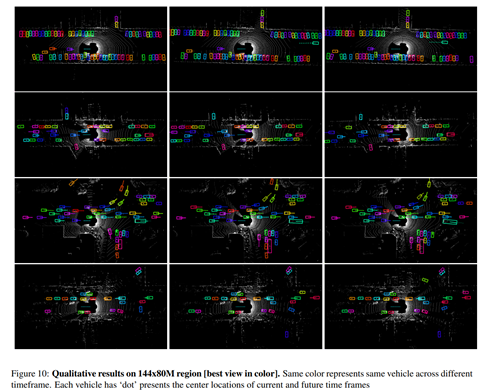 Figure 10: Qualitative results on 144x80M region [best view in color]. Same color represents same vehicle across different
timeframe. Each vehicle has 'dot' presents the center locations of current and future time frames